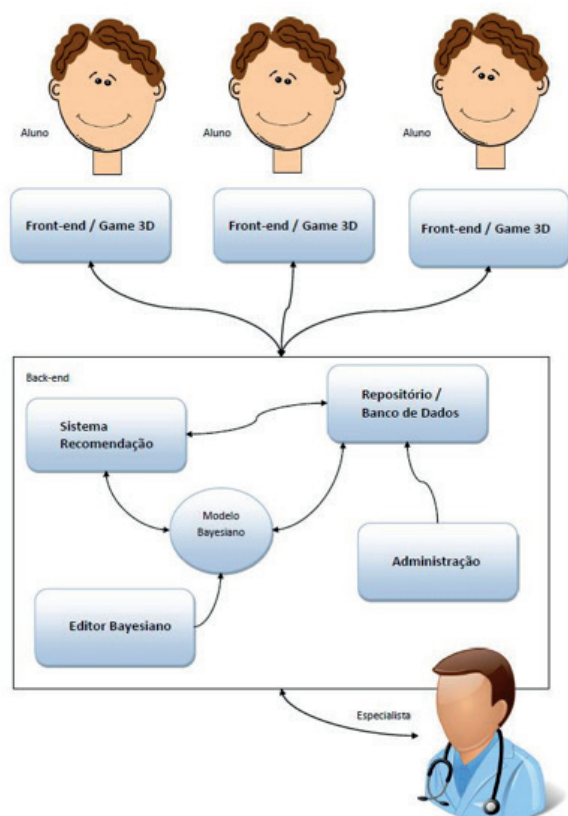 Aluno
Aluno
Aluno
Front-end / Game 3D
Front-end / Game 3D
Front-end / Game 3D
Back-end
Sistema
Recomendação
Repositório /
Banco de Dados
Modelo
Bayesiano
Administração
Editor Bayesiano
Especialista